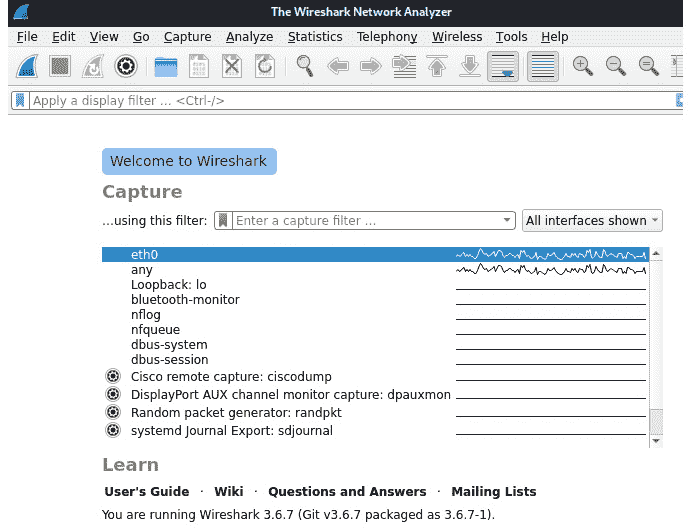 The Wireshark Network Analyzer
File Edit View Go Capture Analyze Statistics Telephony Wireless Tools Help
Apply a display filter ... <Ctrl-/>
Welcome to Wireshark
Capture
...using this filter: Enter a capture filter ... All interfaces shown
eth0
any
Loopback: lo
bluetooth-monitor
nflog
nfqueue
dbus-system
dbus-session
Cisco remote capture: ciscodump
DisplayPort AUX channel monitor capture: dpauxmon
Random packet generator: randpkt
systemd Journal Export: sdjournal
Learn
User's Guide · Wiki · Questions and Answers · Mailing Lists
You are running Wireshark 3.6.7 (Git v3.6.7 packaged as 3.6.7-1).